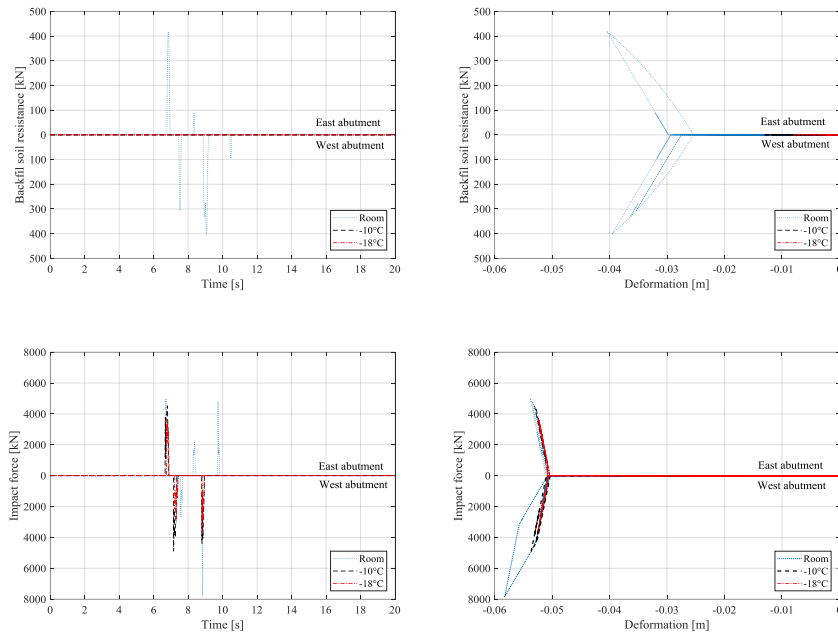 500
400
300
200
100
0
100
200
300
400
500
Backfil soil resistance [kN]
East abutment
West abutment
Room
-10°C
-18°C
0 2 4 6 8 10 12 14 16 18 20
Time [s]
500
400
300
200
100
0
100
200
300
400
500
Backfil soil resistance [kN]
East abutment
West abutment
Room
-10°C
-18°C
-0.06 -0.05 -0.04 -0.03 -0.02 -0.01 0
Deformation [m]
8000
6000
4000
2000
0
2000
4000
6000
8000
Impact force [kN]
East abutment
West abutment
Room
-10°C
-18°C
0 2 4 6 8 10 12 14 16 18 20
Time [s]
8000
6000
4000
2000
0
2000
4000
6000
8000
Impact force [kN]
East abutment
West abutment
Room
-10°C
-18°C
-0.06 -0.05 -0.04 -0.03 -0.02 -0.01 0
Deformation [m]